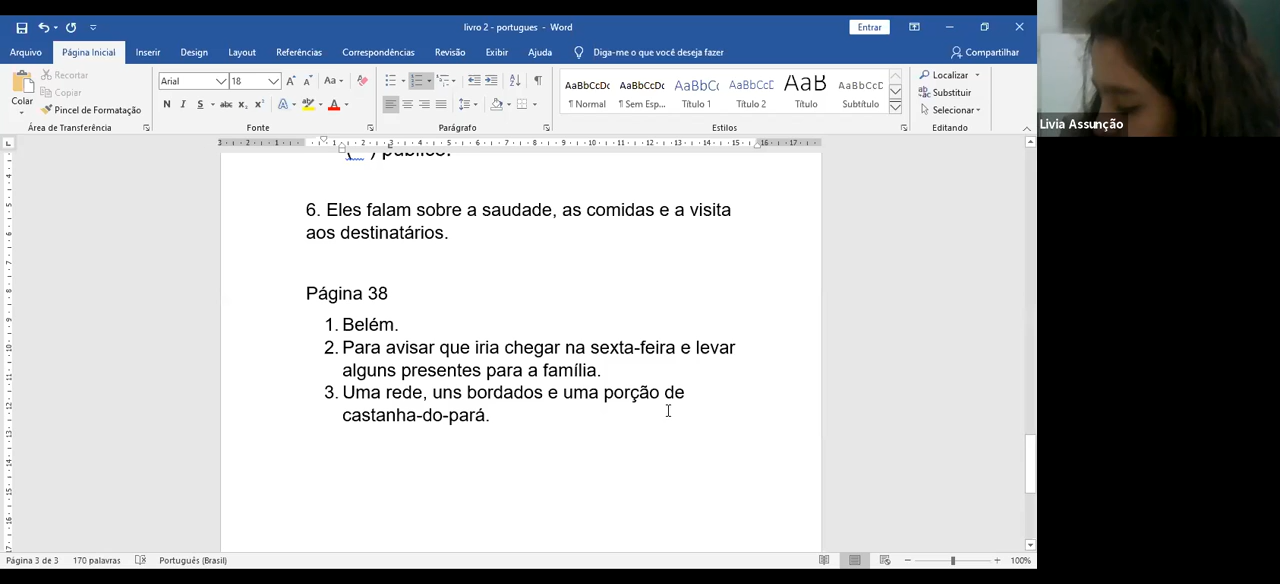 livro 2 - portugues - Word
Entrar
Arquivo Página Inicial Inserir Design Layout Referências Correspondências Revisão Exibir Ajuda Diga-me o que você deseja fazer Compartilhar
Colar
Recortar
Copiar
Pincel de Formatação
Área de Transferência
Arial 18
Fonte
Parágrafo
AaBbCcDc AaBbCcDc AaBbCc AaBbCcD AaB AaBbCcD
¶ Normal ¶ Sem Esp... Título 1 Título 2 Título Subtítulo
Estilos
Localizar
Substituir
Selecionar
Editando
Livia Assunção
( ) público.
6. Eles falam sobre a saudade, as comidas e a visita
aos destinatários.
Página 38
1. Belém.
2. Para avisar que iria chegar na sexta-feira e levar
alguns presentes para a família.
3. Uma rede, uns bordados e uma porção de
castanha-do-pará.
Página 3 de 3 170 palavras Português (Brasil) 100%